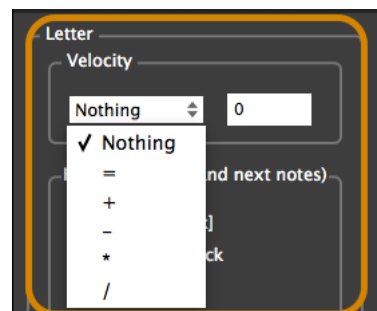 Letter
Velocity
Nothing 0
✓ Nothing
=
nd next notes)
+
]
–
ck
*
/